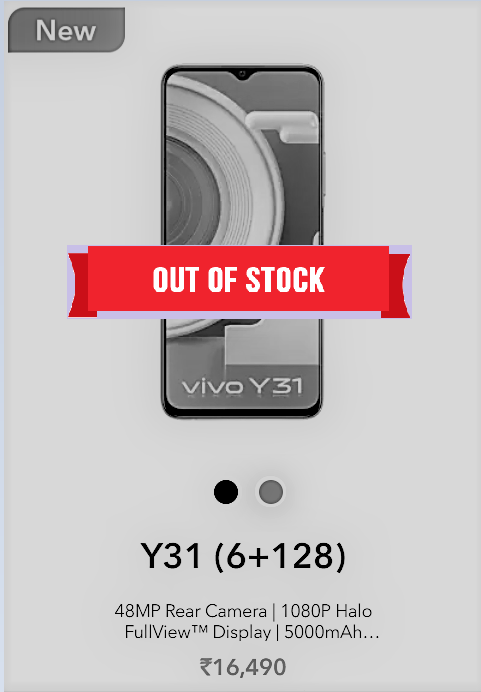 New
OUT OF STOCK
vivo Y31
Y31 (6+128)
48MP Rear Camera | 1080P Halo
FullView™ Display | 5000mAh...
₹16,490